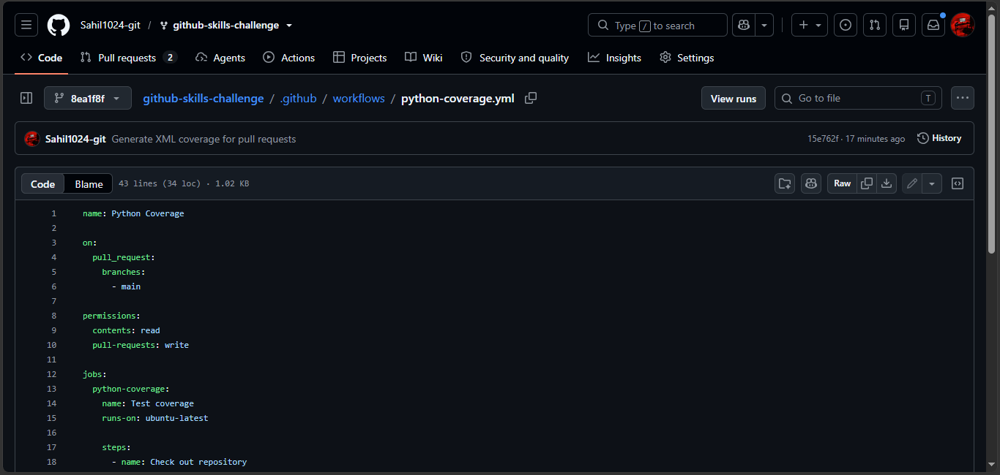 Sahil1024-git / github-skills-challenge Type / to search
Code Pull requests 2 Agents Actions Projects Wiki Security and quality Insights Settings
8ea1f8f github-skills-challenge / .github / workflows / python-coverage.yml View runs Go to file T
Sahil1024-git Generate XML coverage for pull requests 15e762f · 17 minutes ago History
Code Blame 43 lines (34 loc) · 1.02 KB Raw
1 name: Python Coverage
2
3 on:
4 pull_request:
5 branches:
6 - main
7
8 permissions:
9 contents: read
10 pull-requests: write
11
12 jobs:
13 python-coverage:
14 name: Test coverage
15 runs-on: ubuntu-latest
16
17 steps:
18 - name: Check out repository